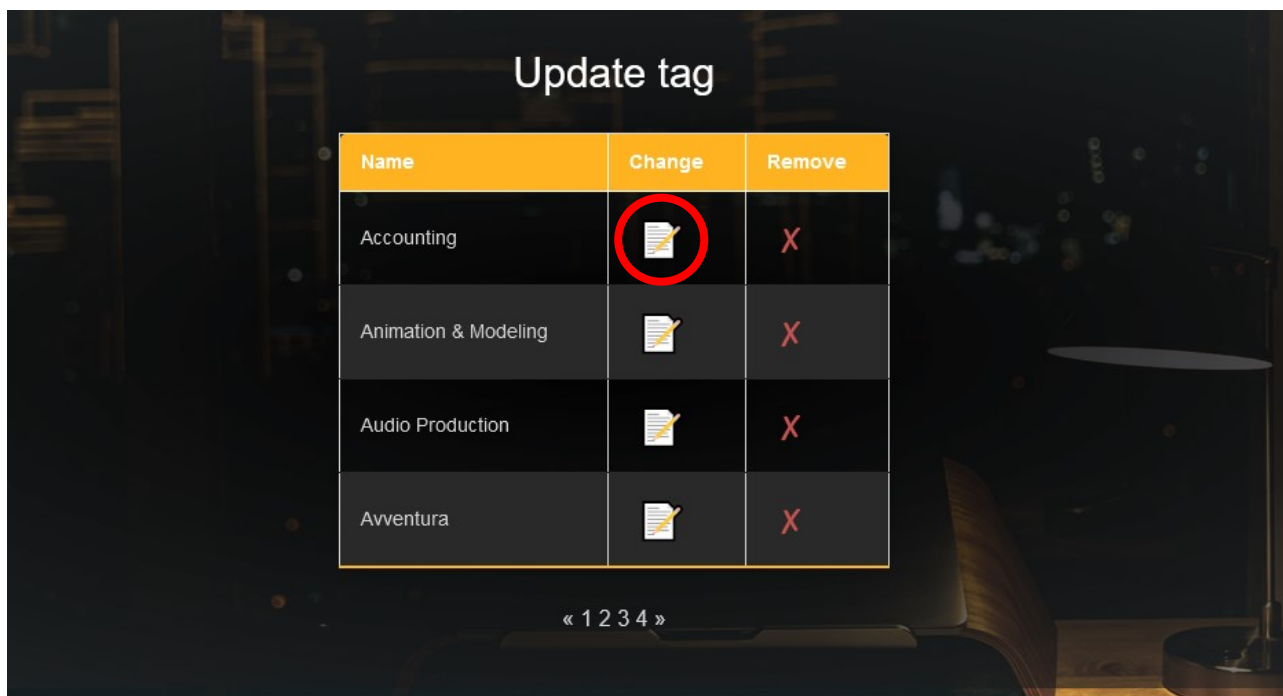 Update tag
Name Change Remove
Accounting X
Animation & Modeling X
Audio Production X
Avventura X
« 1 2 3 4 »